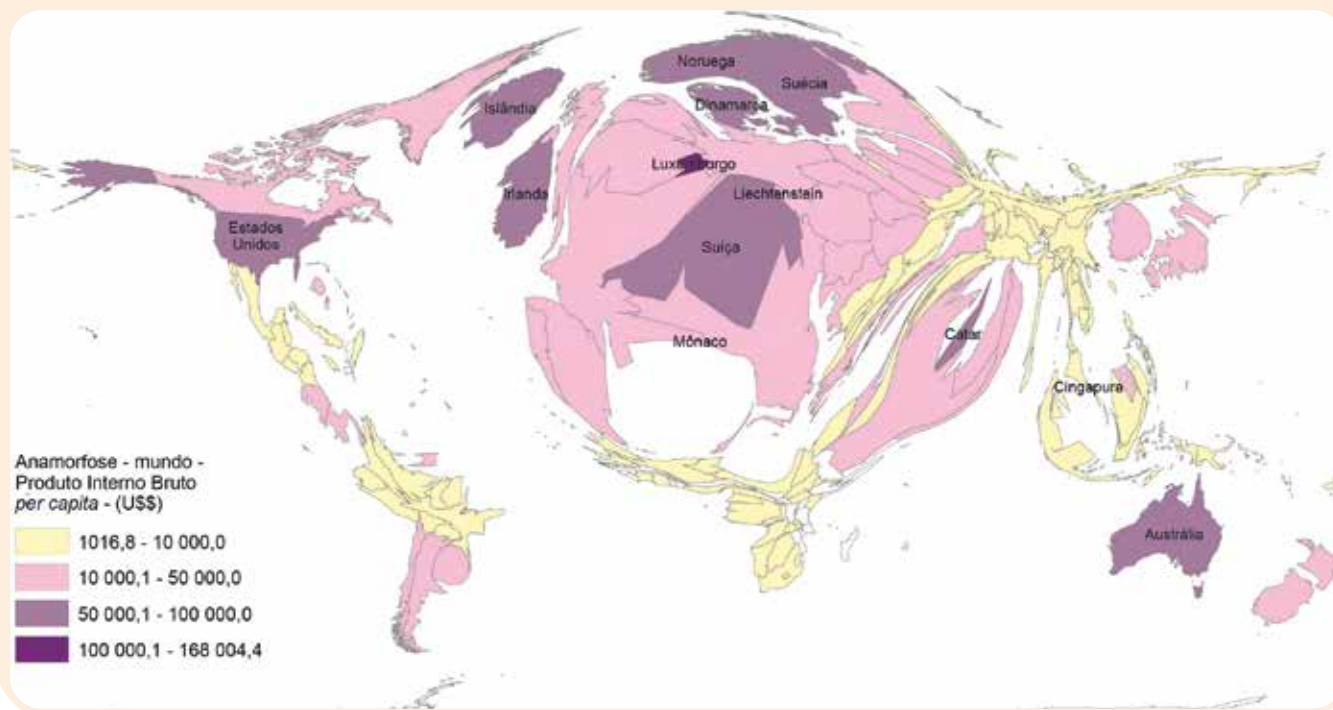 Noruega
Suécia
Islândia
Dinamarca
Luxemburgo
Irlanda
Liechtenstein
Estados
Unidos
Suiça
Catar
Mônaco
Cingapura
Anamorfose - mundo -
Produto Interno Bruto
per capita - (U$$)
1016,8 - 10 000,0
10 000,1 - 50 000,0
50 000,1 - 100 000,0
100 000,1 - 168 004,4
Austrália